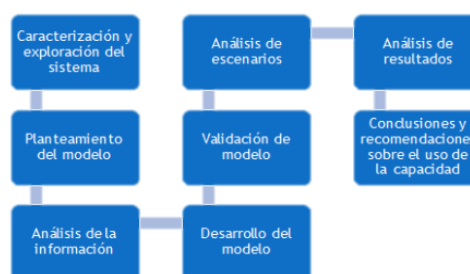 Caracterización y
exploración del
sistema
Planteamiento
del modelo
Análisis de la
información
Desarrollo del
modelo
Validación de
modelo
Análisis de
escenarios
Análisis de
resultados
Conclusiones y
recomendacione
sobre el uso de
la capacidad